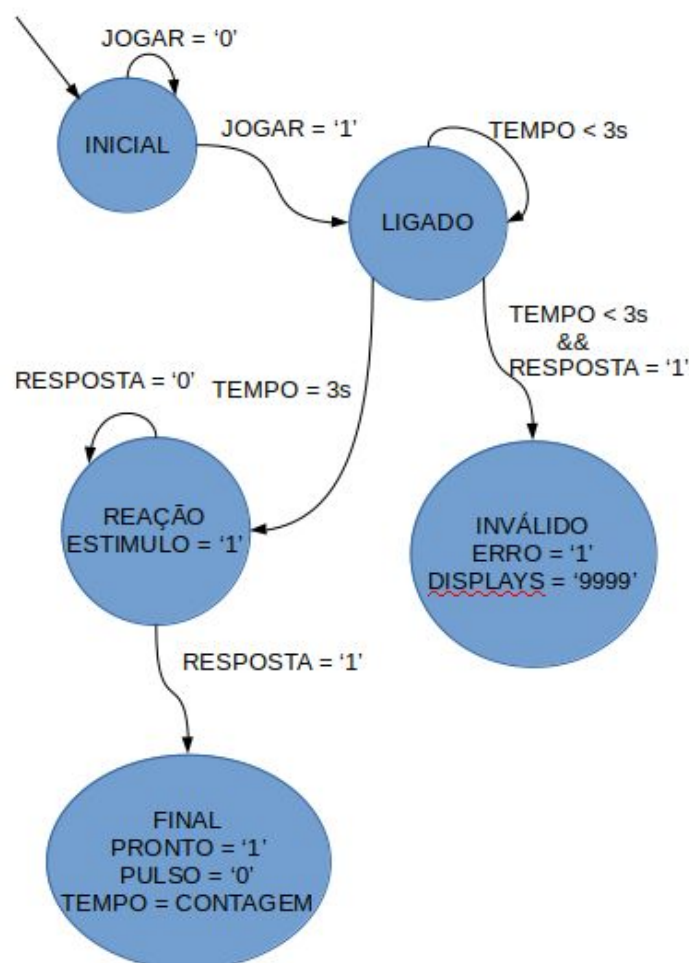 JOGAR = ‘0’
INICIAL
JOGAR = ‘1’
TEMPO < 3s
LIGADO
TEMPO < 3s
&&
RESPOSTA = ‘1’
RESPOSTA = ‘0’
TEMPO = 3s
REAÇÃO
ESTIMULO = ‘1’
INVÁLIDO
ERRO = ‘1’
DISPLAYS = ‘9999’
RESPOSTA = ‘1’
FINAL
PRONTO = ‘1’
PULSO = ‘0’
TEMPO = CONTAGEM